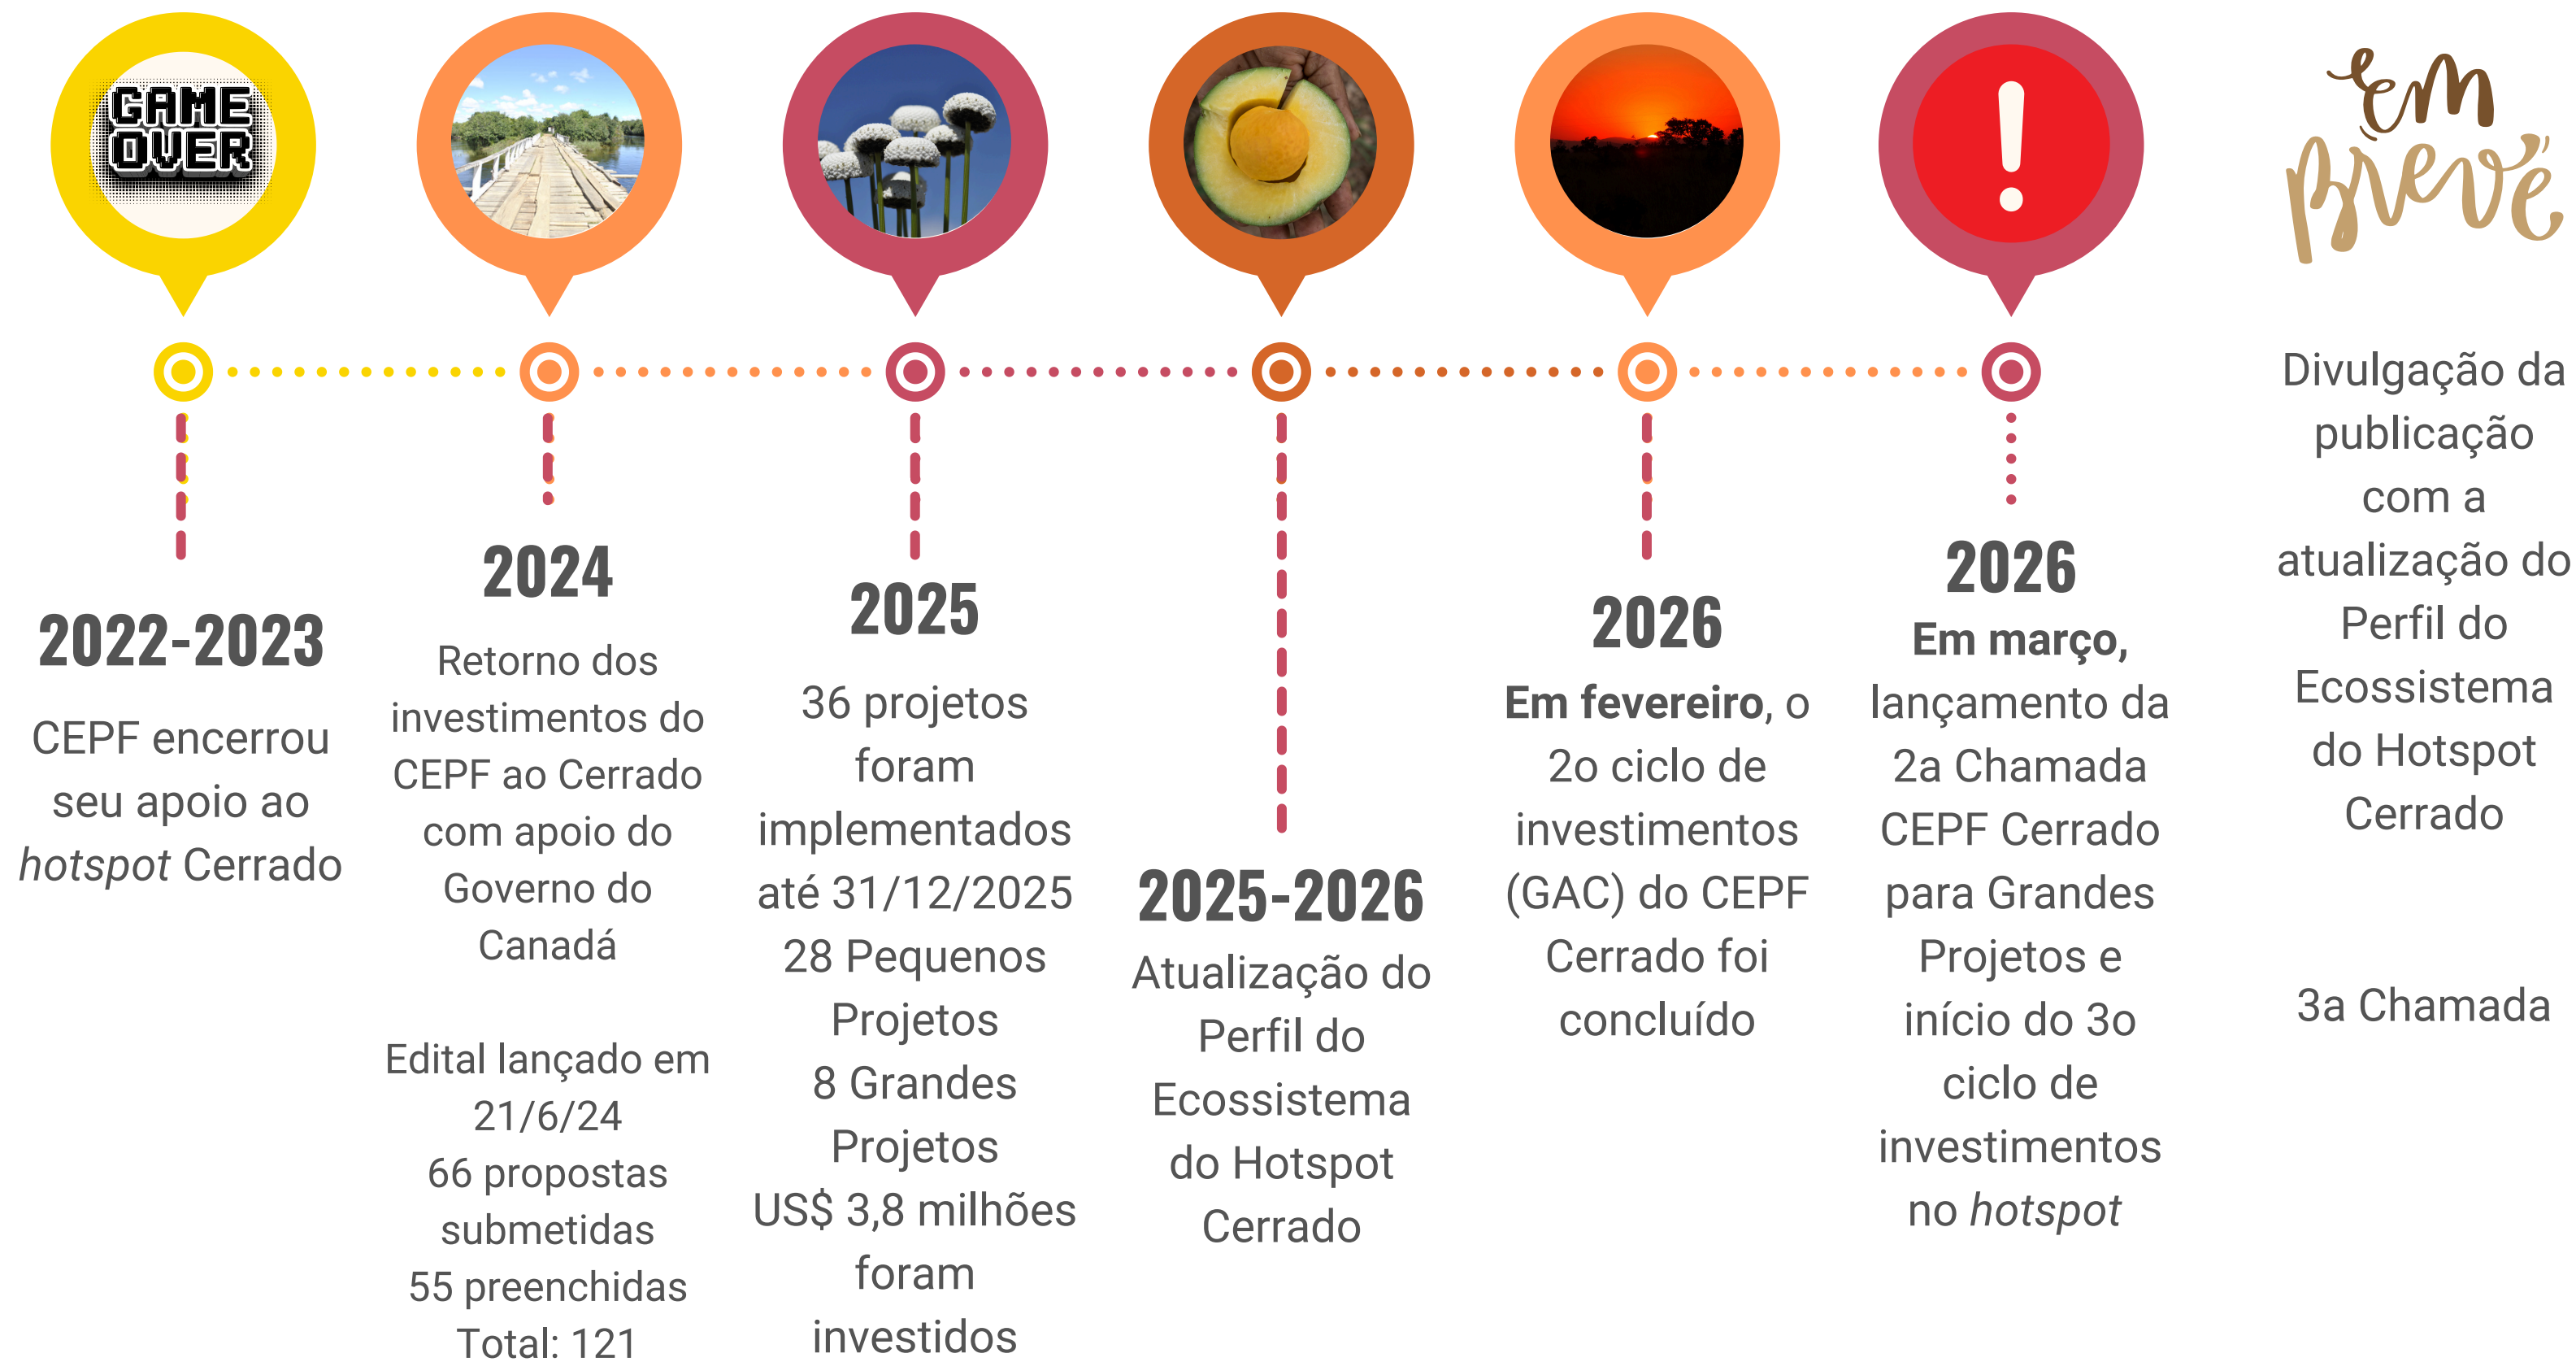 GAME
OVER
2022-2023
CEPF encerrou
seu apoio ao
hotspot Cerrado
2024
Retorno dos
investimentos do
CEPF ao Cerrado
com apoio do
Governo do
Canadá
Edital lançado em
21/6/24
66 propostas
submetidas
55 preenchidas
Total: 121
2025
36 projetos
foram
implementados
até 31/12/2025
28 Pequenos
Projetos
8 Grandes
Projetos
US$ 3,8 milhões
foram
investidos
2025-2026
Atualização do
Perfil do
Ecossistema
do Hotspot
Cerrado
2026
Em fevereiro, o
2o ciclo de
investimentos
(GAC) do CEPF
Cerrado foi
concluído
!
2026
Em março,
lançamento da
2a Chamada
CEPF Cerrado
para Grandes
Projetos e
início do 3o
ciclo de
investimentos
no hotspot
em
Breve
Divulgação da
publicação
com a
atualização do
Perfil do
Ecossistema
do Hotspot
Cerrado
3a Chamada